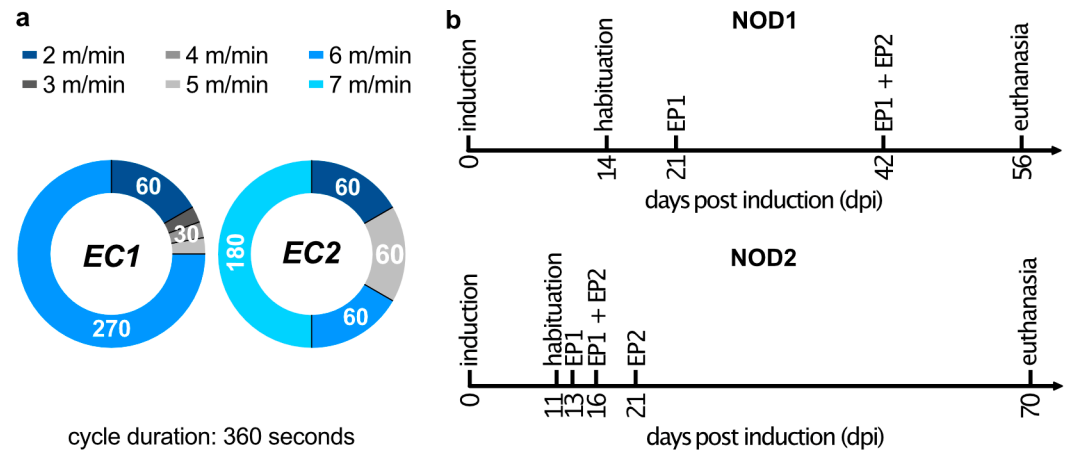 a
2 m/min
4 m/min
6 m/min
3 m/min
5 m/min
7 m/min
60
30
270
EC1
60
60
60
180
EC2
cycle duration: 360 seconds
b
NOD1
induction
habituation
EP1
EP1 + EP2
euthanasia
0
14
21
42
56
days post induction (dpi)
NOD2
induction
habituation
EP1
EP1 + EP2
EP2
euthanasia
0
11
13
16
21
70
days post induction (dpi)